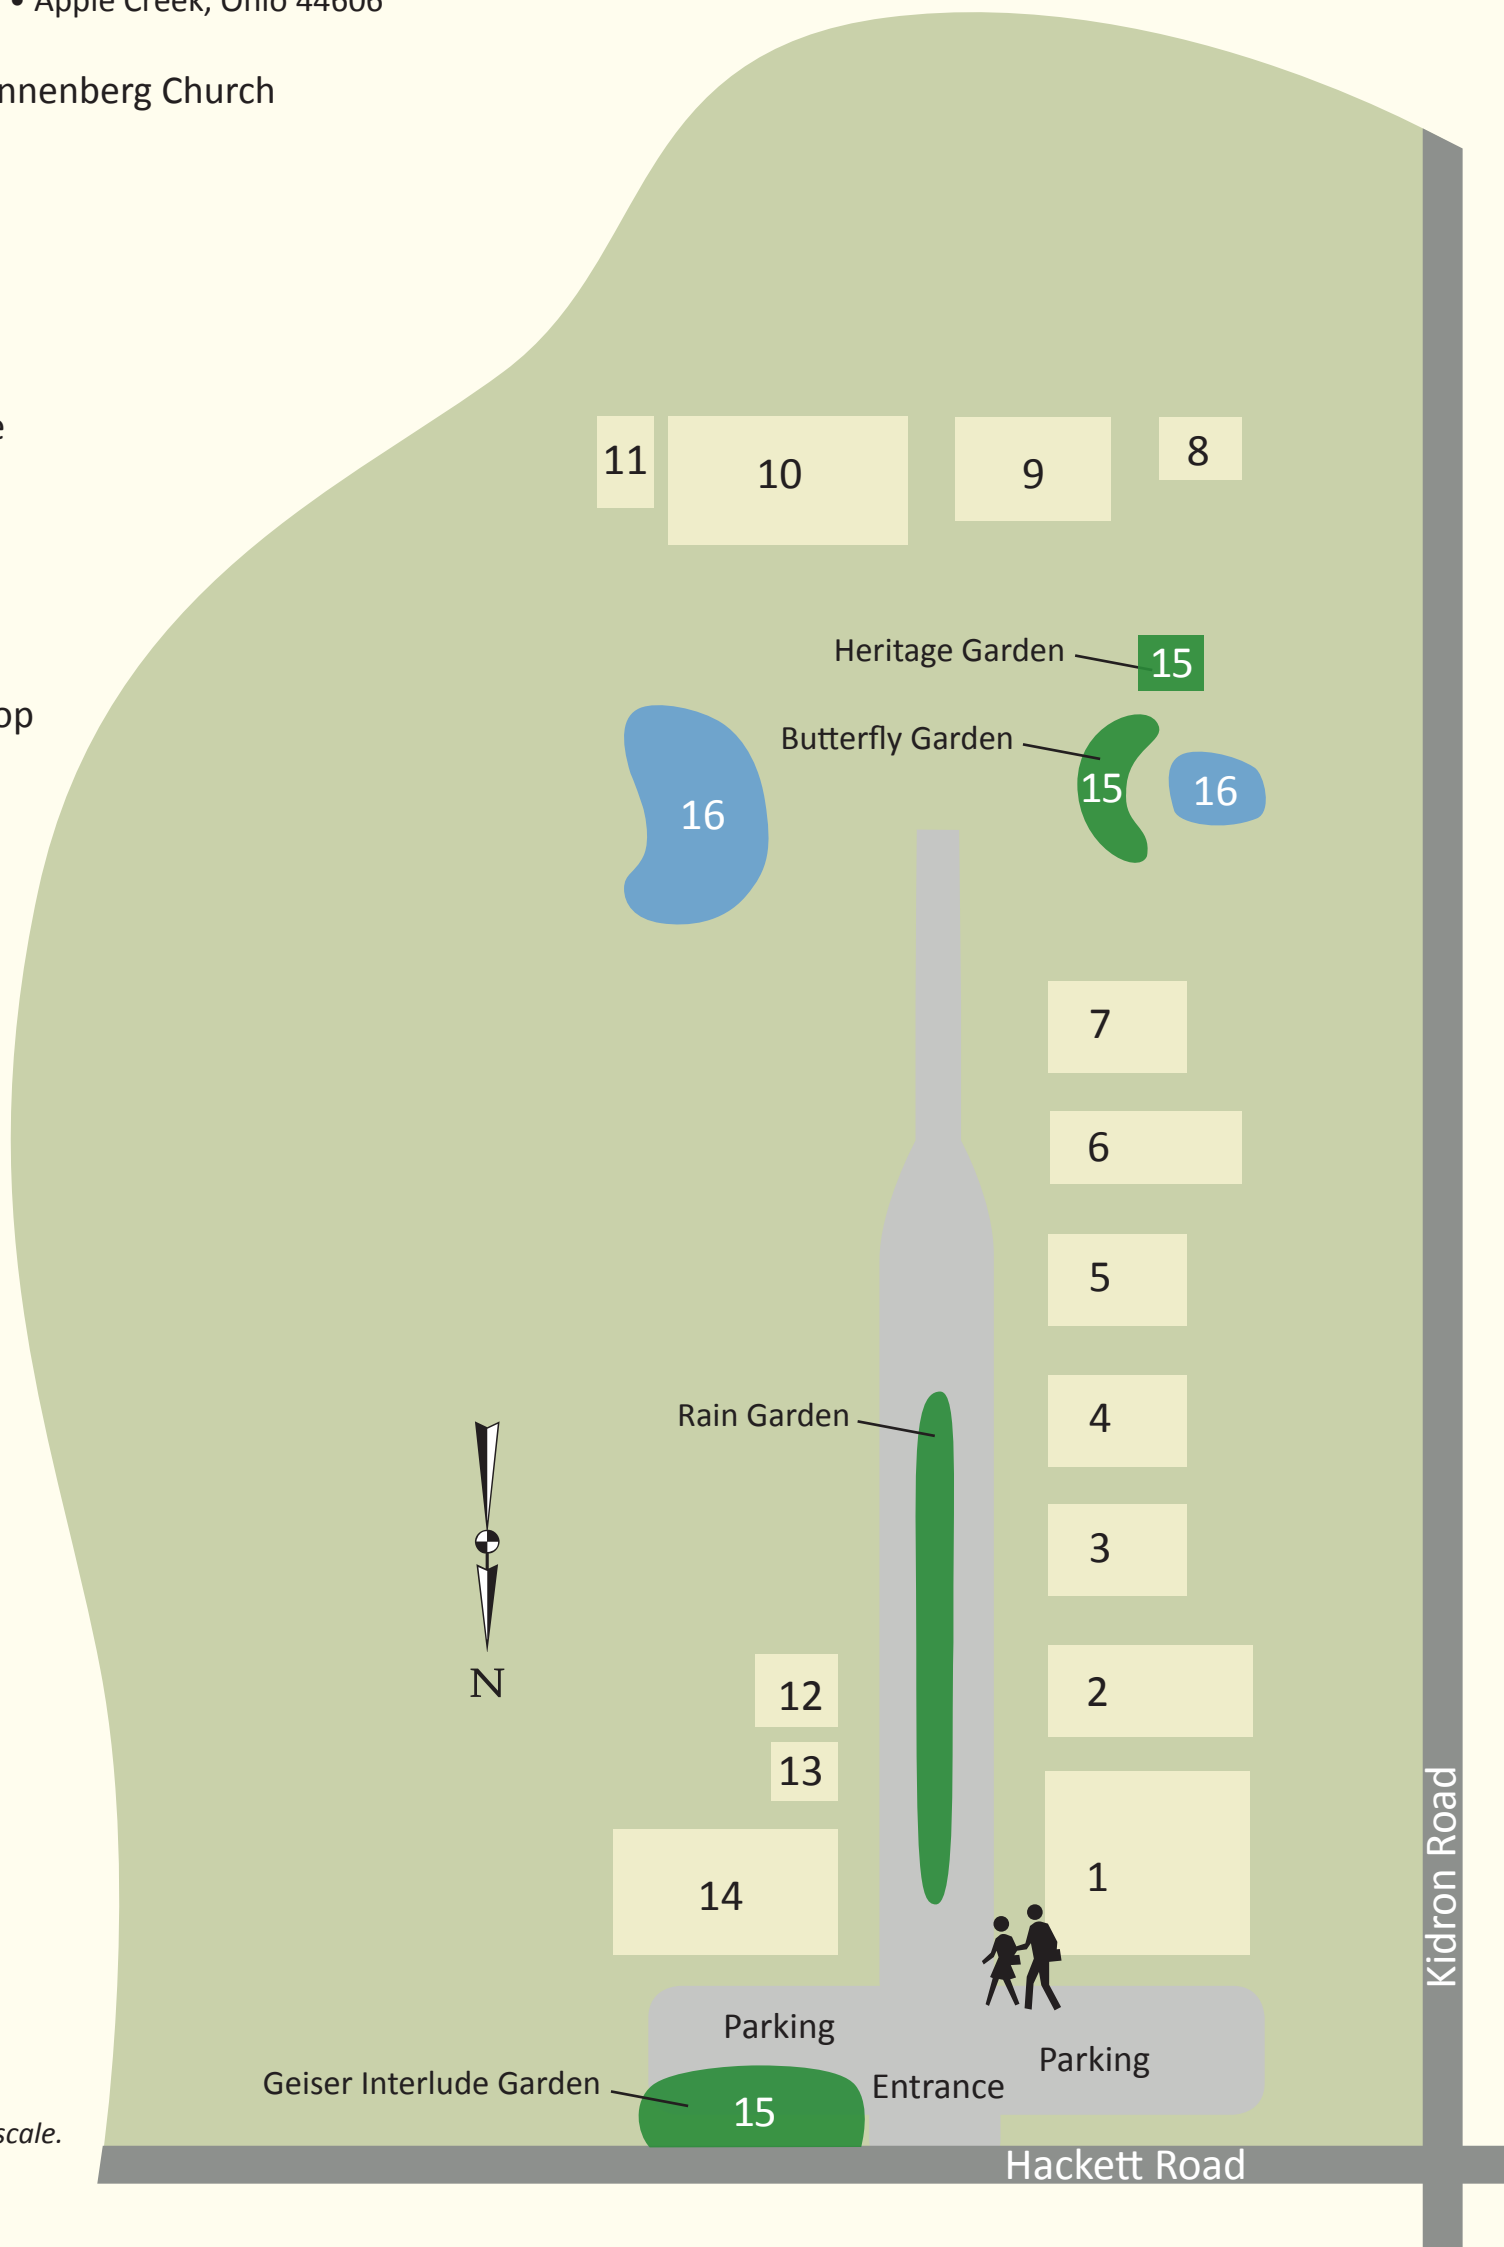 • Apple Creek, Ohio 44606
nnenberg Church
e
11
10
9
8
Heritage Garden
15
op
Butterfly Garden
15
16
16
7
6
5
Rain Garden
4
3
N
12
2
13
1
14
Kidron Road
Parking
Parking
Geiser Interlude Garden
Entrance
15
scale.
Hackett Road